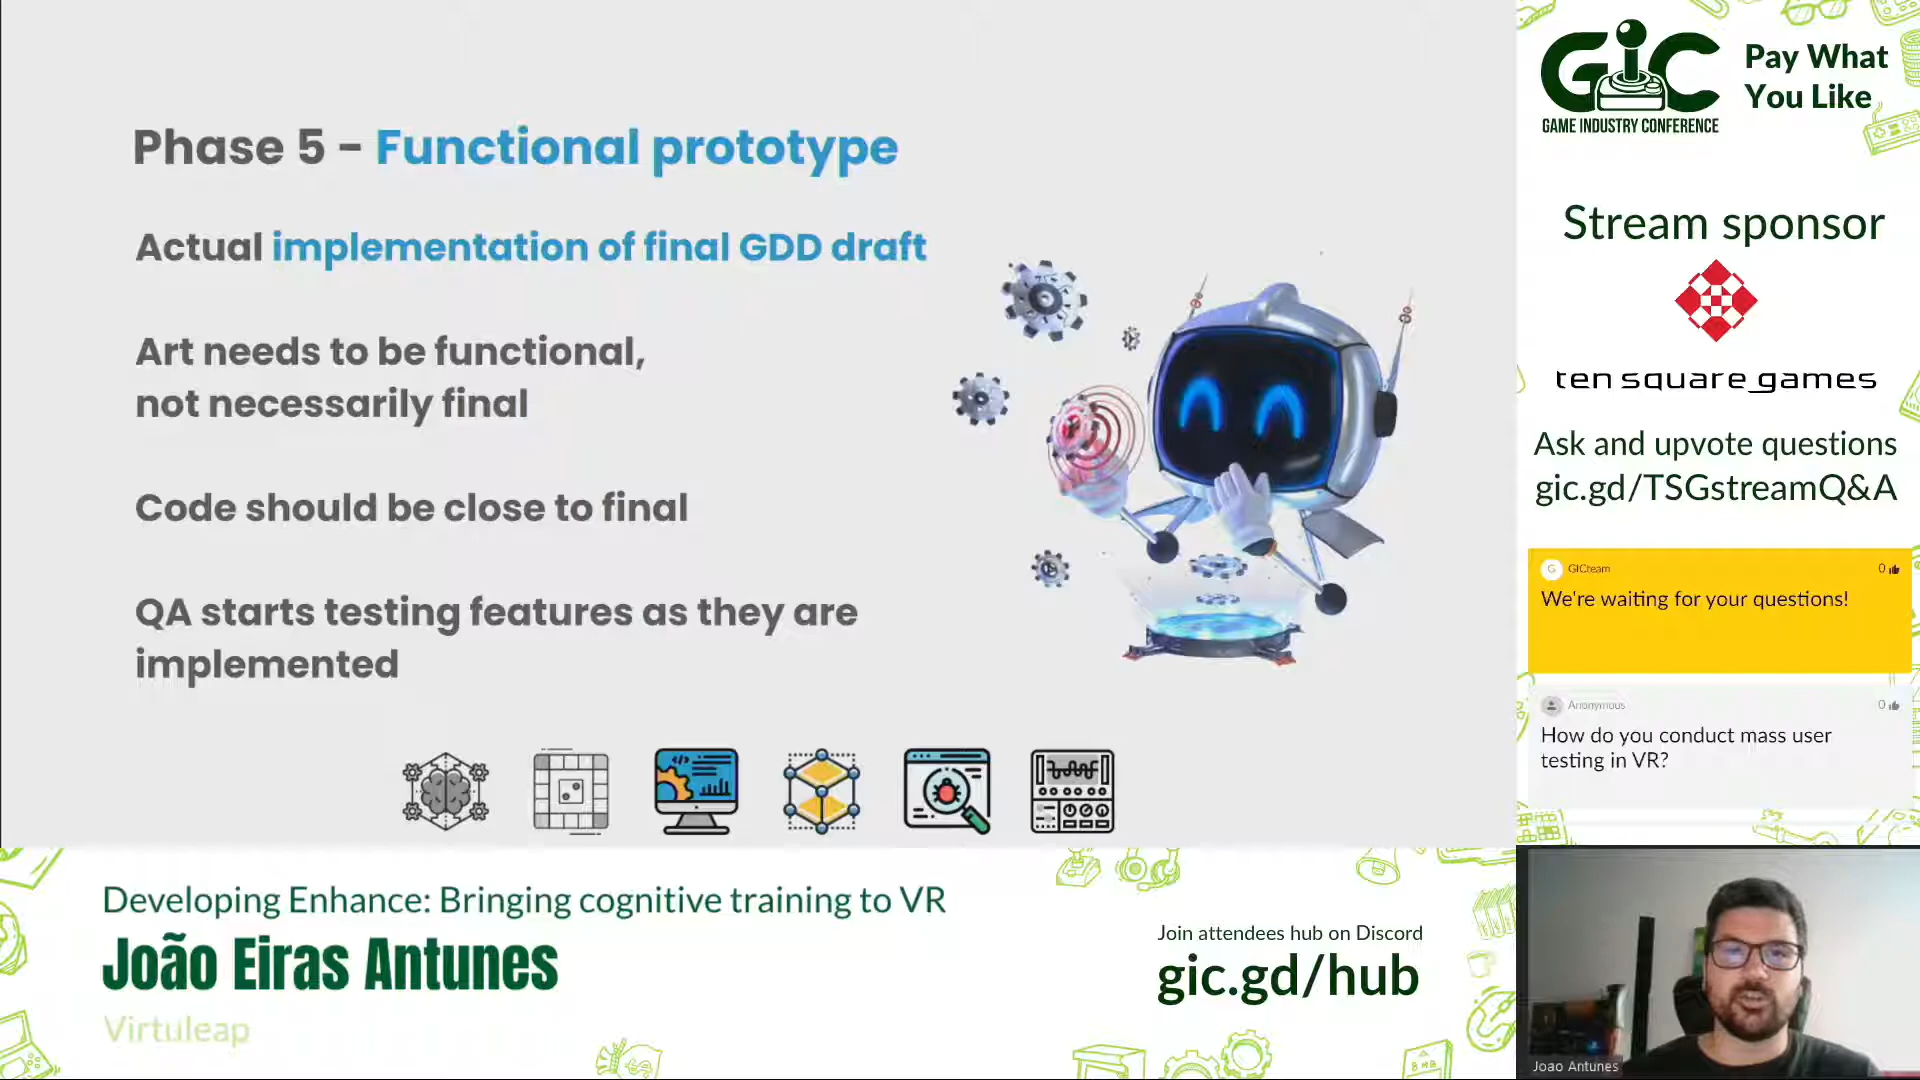 Phase 5 - Functional prototype
Actual implementation of final GDD draft
Art needs to be functional,
not necessarily final
Code should be close to final
QA starts testing features as they are
implemented
GIC
GAME INDUSTRY CONFERENCE
Pay What
You Like
Stream sponsor
ten square games
Ask and upvote questions
gic.gd/TSGstreamQ&A
G GICteam 0
We're waiting for your questions!
Anonymous 0
How do you conduct mass user
testing in VR?
Developing Enhance: Bringing cognitive training to VR
João Eiras Antunes
Virtuleap
Join attendees hub on Discord
gic.gd/hub
Joao Antunes